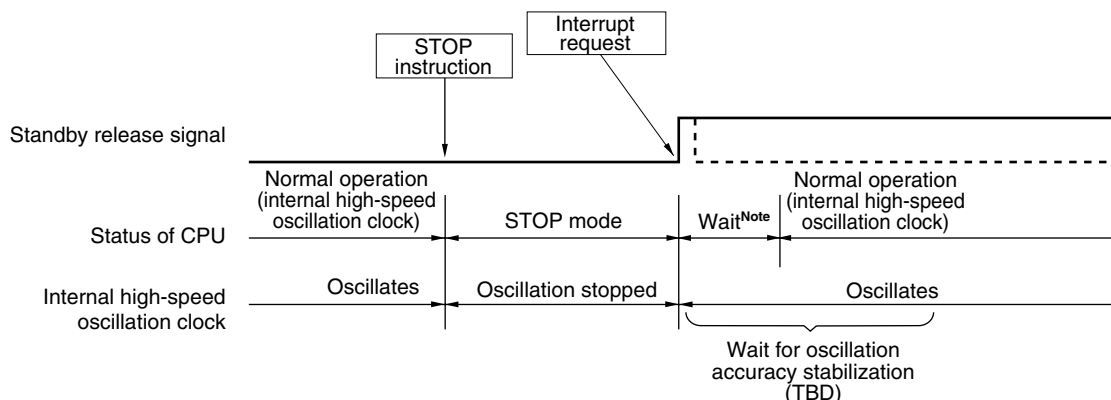 Interrupt
request
STOP
instruction
Standby release signal
Normal operation
(internal high-speed
oscillation clock)
Normal operation
(internal high-speed
oscillation clock)
Status of CPU
STOP mode
WaitNote
Internal high-speed
oscillation clock
Oscillates
Oscillation stopped
Oscillates
Wait for oscillation
accuracy stabilization
(TBD)